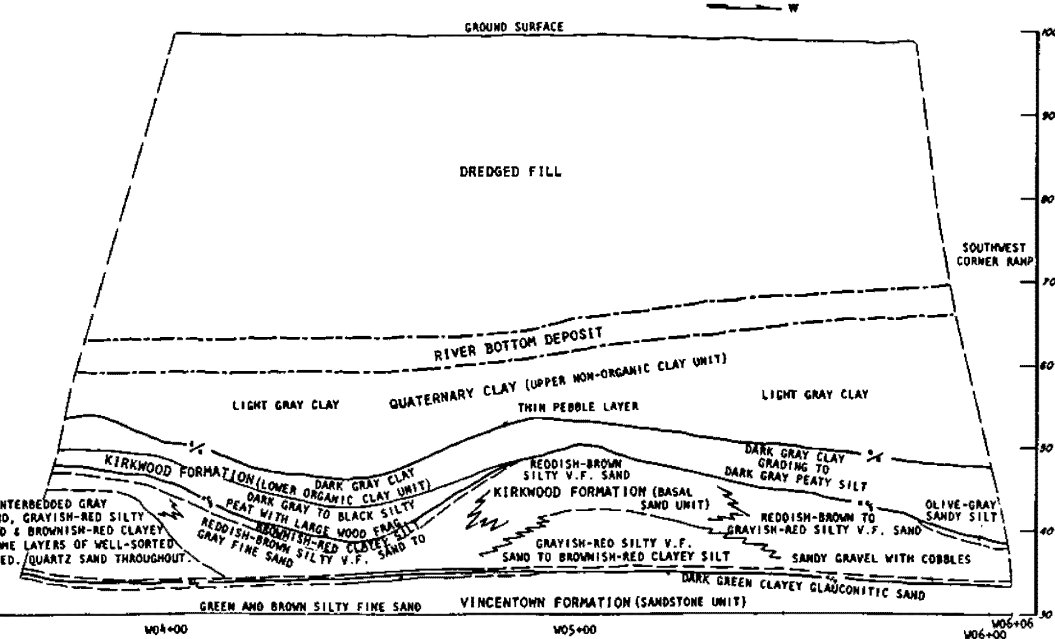 W
GROUND SURFACE
100
90
DREDGED FILL
80
SOUTHWEST
CORNER RAMP
70
RIVER BOTTOM DEPOSIT
60
QUATERNARY CLAY (UPPER NON-ORGANIC CLAY UNIT)
LIGHT GRAY CLAY
LIGHT GRAY CLAY
THIN PEBBLE LAYER
50
DARK GRAY CLAY
GRADING TO
DARK GRAY PEATY SILT
KIRKWOOD FORMATION (LOWER ORGANIC CLAY UNIT)
DARK GRAY CLAY
DARK GRAY TO BLACK SILTY
PEAT WITH LARGE WOOD FRAG
BROWNISH-RED CLAYEY SILT
REDDISH-BROWN SILTY V.F. SAND TO
GRAY FINE SAND
REDDISH-BROWN
SILTY V.F. SAND
KIRKWOOD FORMATION (BASAL
SAND UNIT)
NTERBEDDED GRAY
D, GRAYISH-RED SILTY
D & BROWNISH-RED CLAYEY
ME LAYERS OF WELL-SORTED
ED. QUARTZ SAND THROUGHOUT.
REDDISH-BROWN TO
GRAYISH-RED SILTY V.F. SAND
OLIVE-GRAY
SANDY SILT
40
GRAYISH-RED SILTY V.F.
SAND TO BROWNISH-RED CLAYEY SILT
SANDY GRAVEL WITH COBBLES
DARK GREEN CLAYEY GLAUCONITIC SAND
GREEN AND BROWN SILTY FINE SAND
VINCENTOWN FORMATION (SANDSTONE UNIT)
30
W04+00
W05+00
W06+00
W06+06